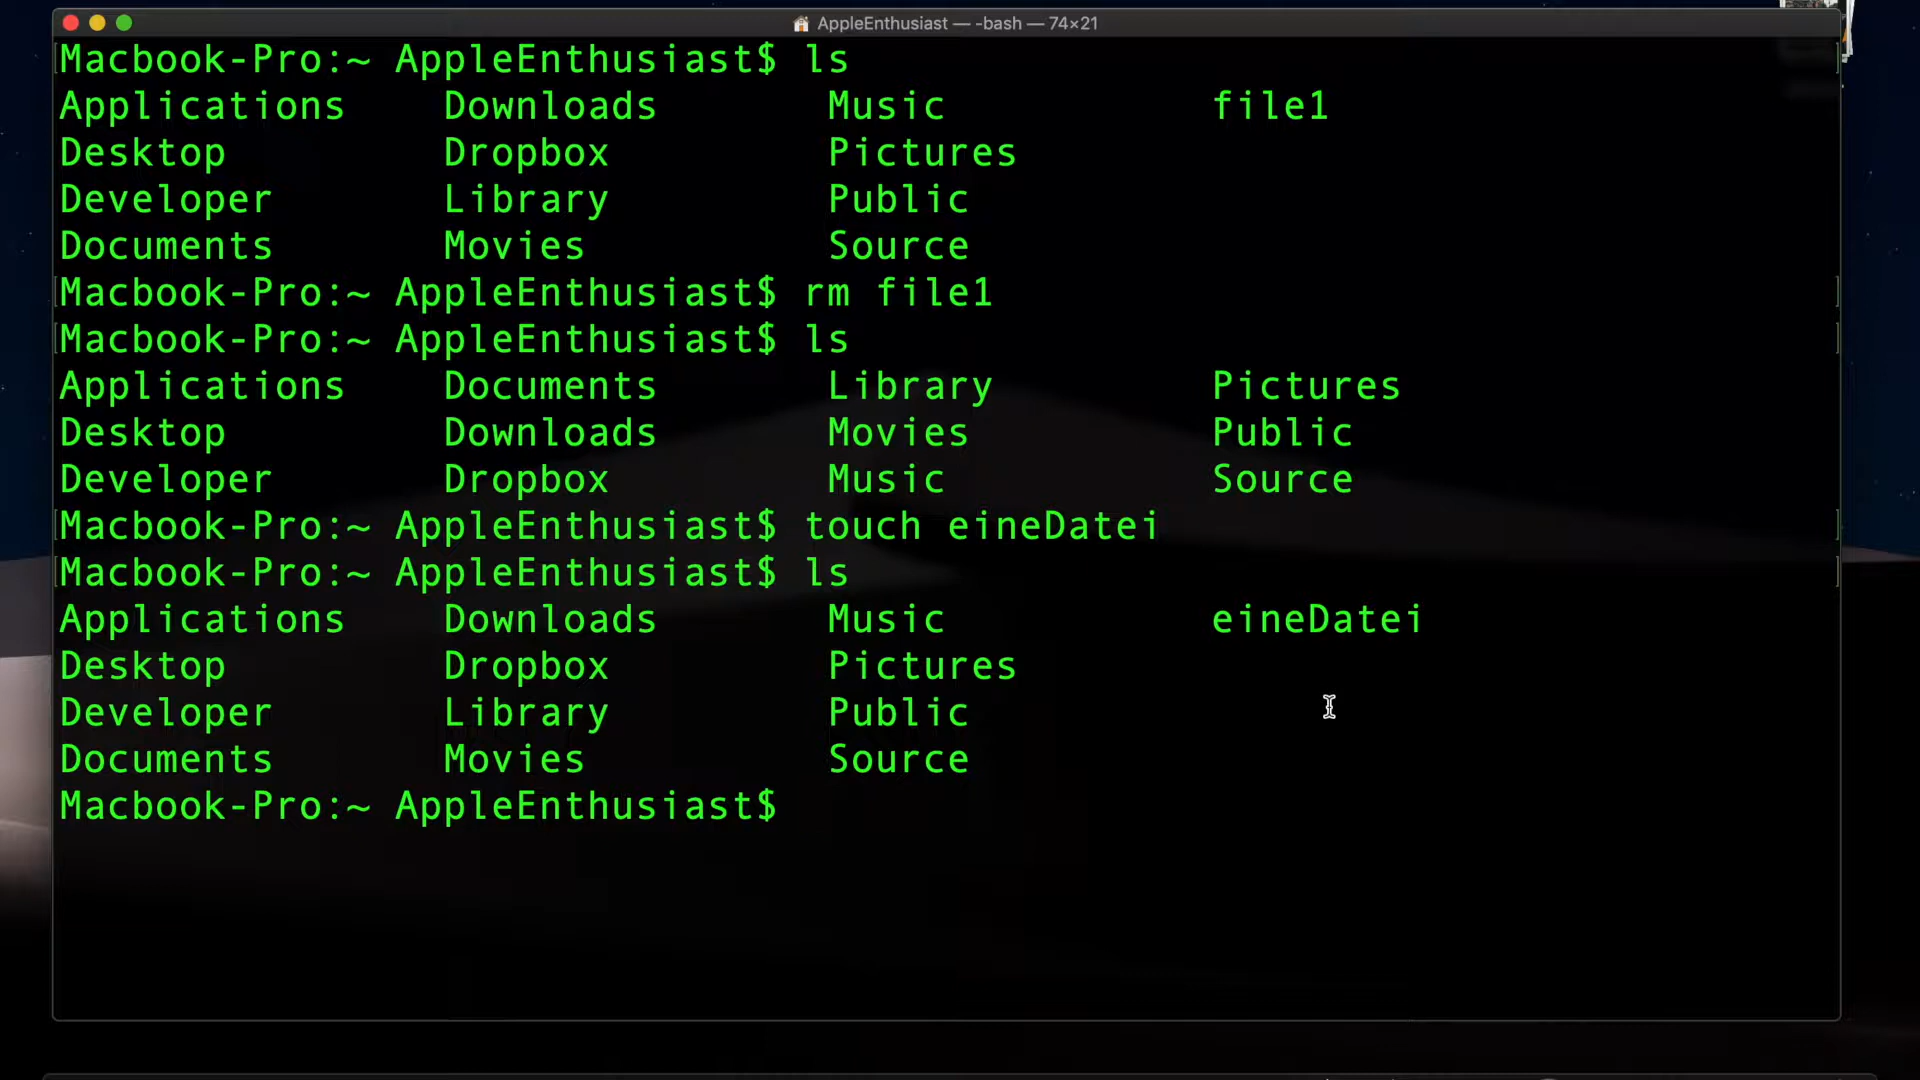 AppleEnthusiast — -bash — 74×21
Macbook-Pro:~ AppleEnthusiast$ ls
Applications Downloads Music file1
Desktop Dropbox Pictures
Developer Library Public
Documents Movies Source
Macbook-Pro:~ AppleEnthusiast$ rm file1
Macbook-Pro:~ AppleEnthusiast$ ls
Applications Documents Library Pictures
Desktop Downloads Movies Public
Developer Dropbox Music Source
Macbook-Pro:~ AppleEnthusiast$ touch eineDatei
Macbook-Pro:~ AppleEnthusiast$ ls
Applications Downloads Music eineDatei
Desktop Dropbox Pictures
Developer Library Public
Documents Movies Source
Macbook-Pro:~ AppleEnthusiast$